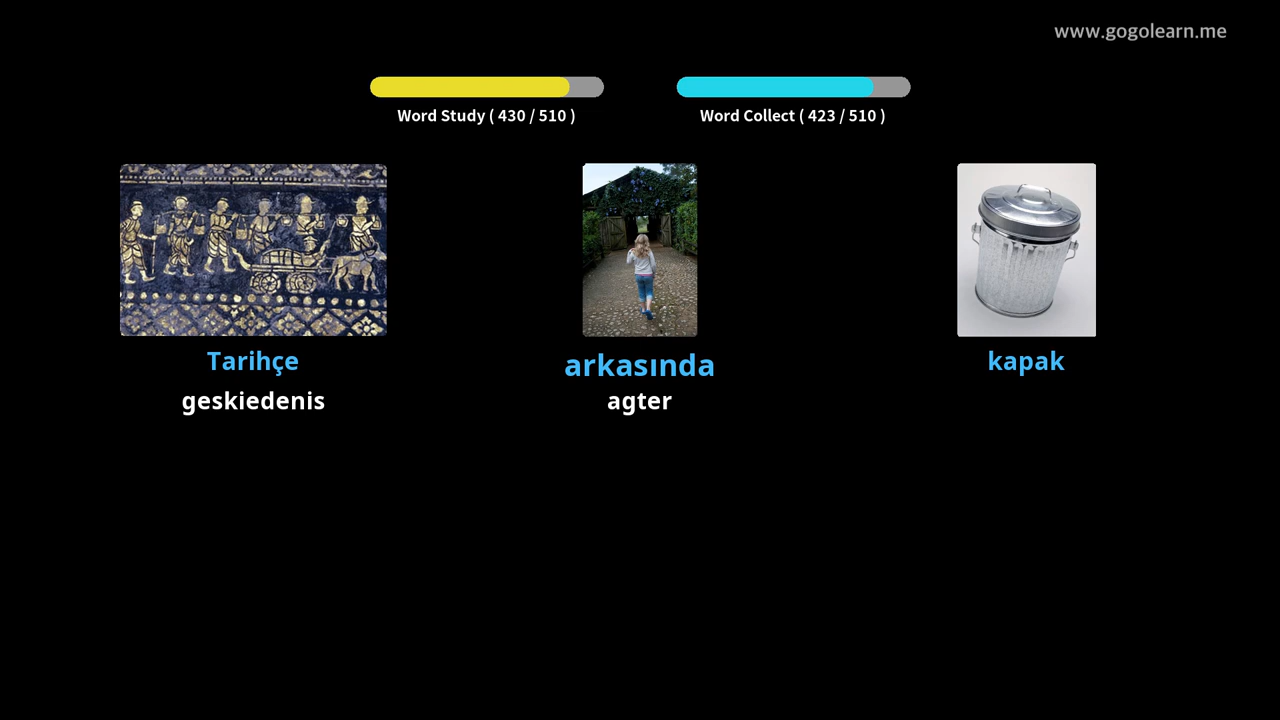 www.gogolearn.me
Word Study ( 430 / 510 )
Word Collect ( 423 / 510 )
Tarihçe
geskiedenis
arkasında
agter
kapak